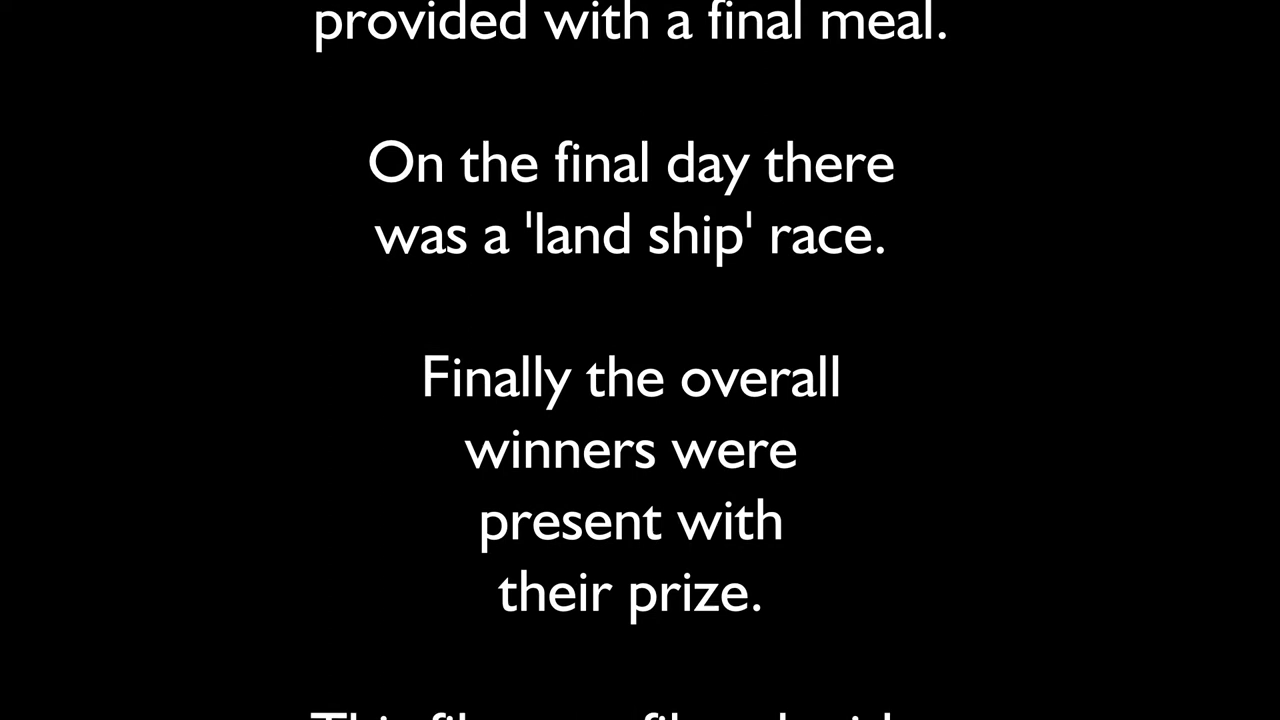 provided with a final meal.
On the final day there
was a 'land ship' race.
Finally the overall
winners were
present with
their prize.